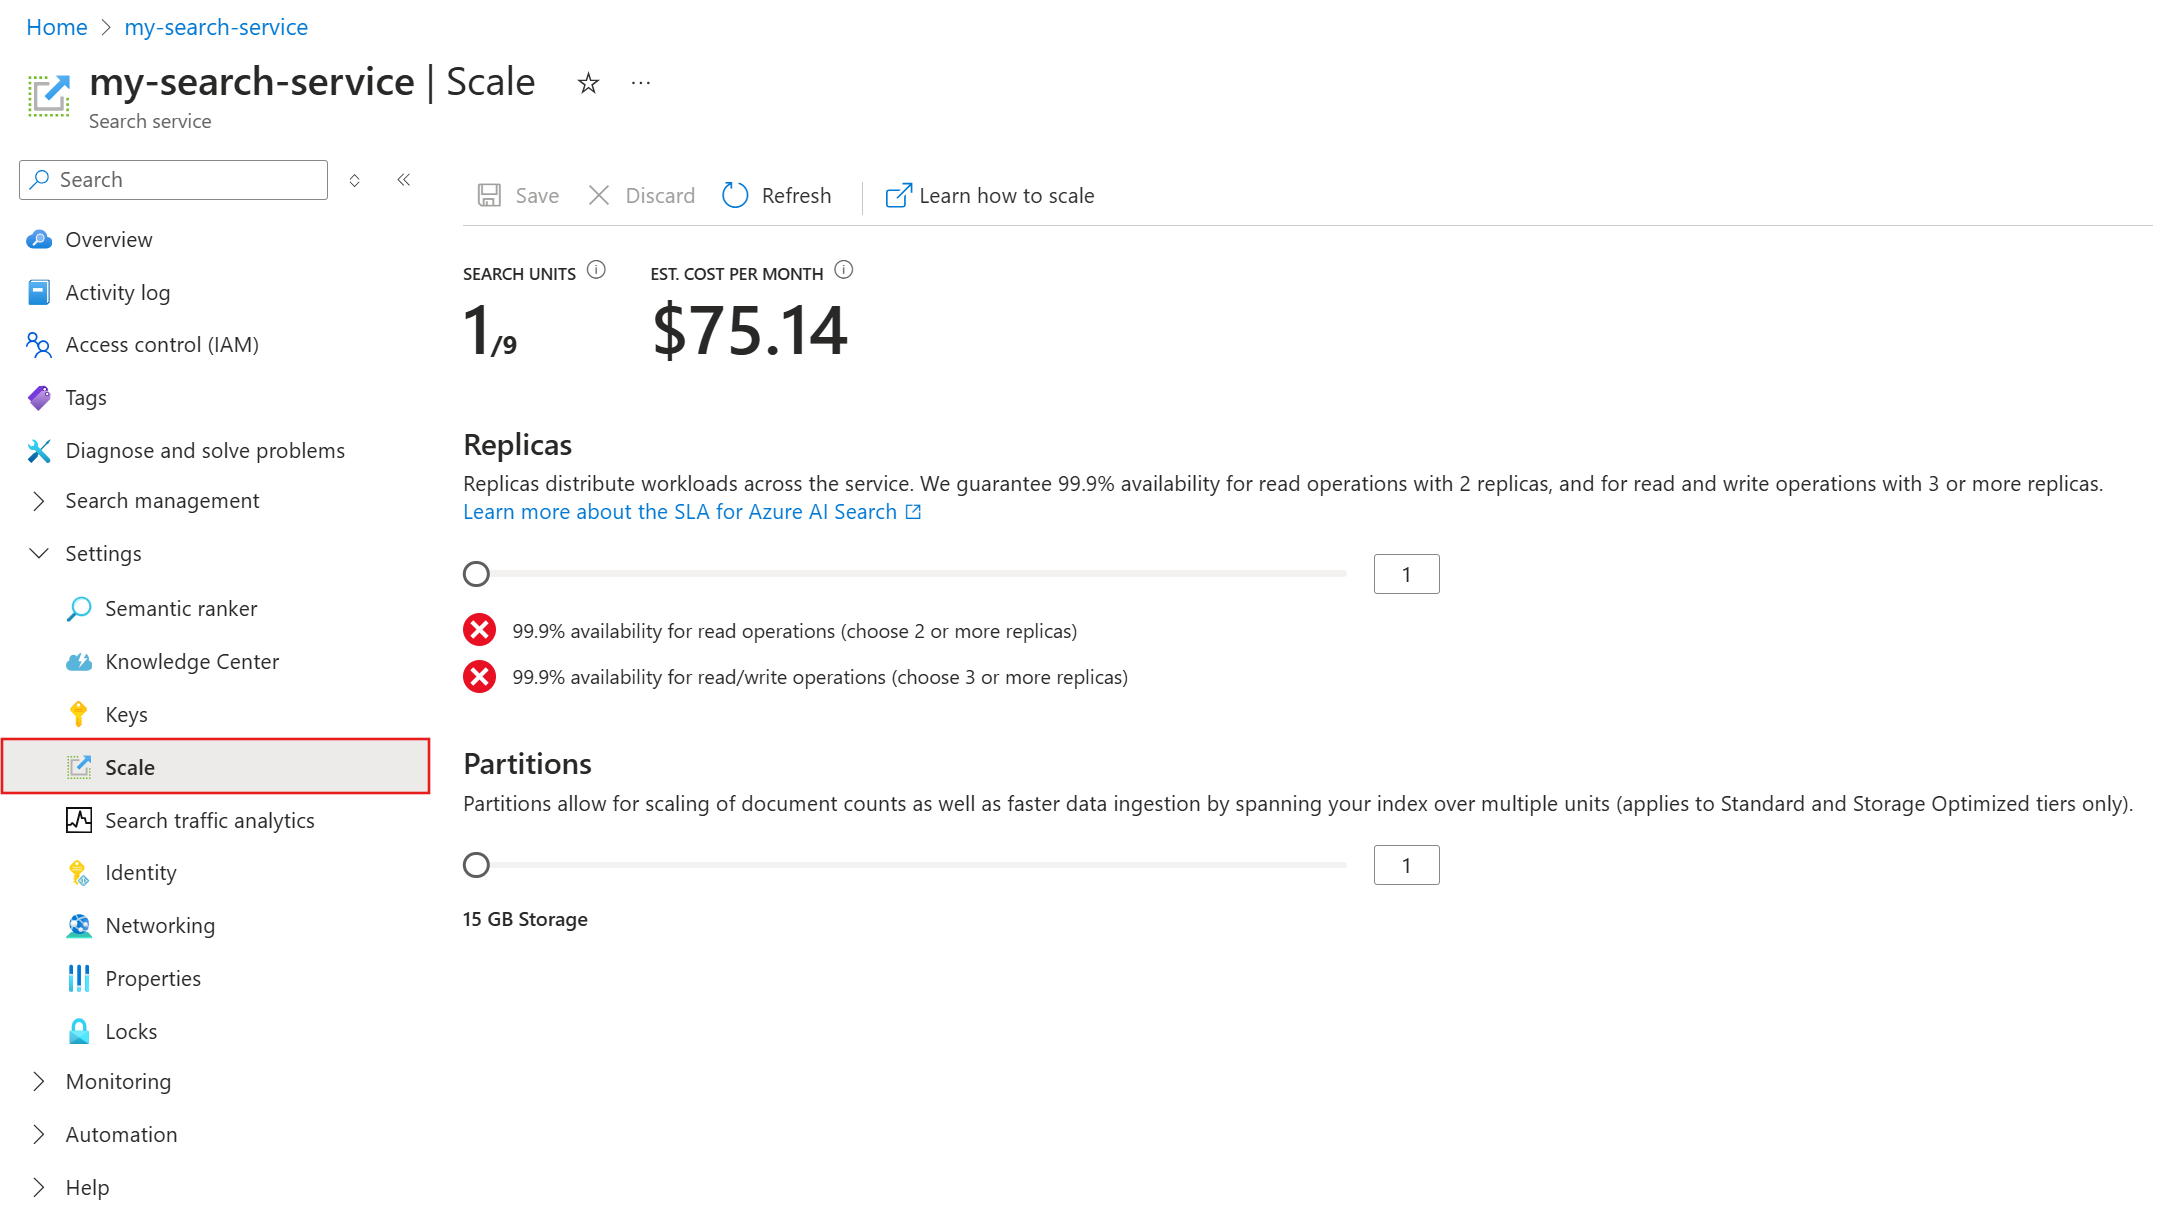 Home > my-search-service
my-search-service | Scale
Search service
Search
Overview
Activity log
Access control (IAM)
Tags
Diagnose and solve problems
Search management
Settings
Semantic ranker
Knowledge Center
Keys
Scale
Search traffic analytics
Identity
Networking
Properties
Locks
Monitoring
Automation
Help
Save Discard Refresh Learn how to scale
SEARCH UNITS EST. COST PER MONTH
1/9 $75.14
Replicas
Replicas distribute workloads across the service. We guarantee 99.9% availability for read operations with 2 replicas, and for read and write operations with 3 or more replicas.
Learn more about the SLA for Azure AI Search
1
99.9% availability for read operations (choose 2 or more replicas)
99.9% availability for read/write operations (choose 3 or more replicas)
Partitions
Partitions allow for scaling of document counts as well as faster data ingestion by spanning your index over multiple units (applies to Standard and Storage Optimized tiers only).
1
15 GB Storage